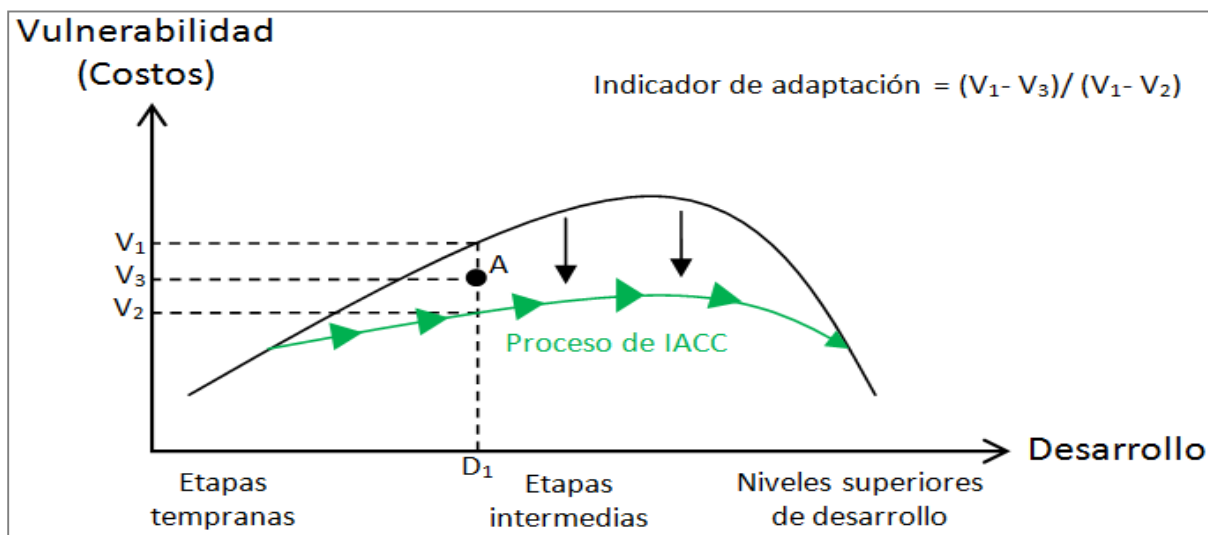 Vulnerabilidad
(Costos)
Indicador de adaptación = (V₁- V₃)/ (V₁- V₂)
V₁
V₃
V₂
A
Proceso de IACC
D₁
Desarrollo
Etapas
tempranas
Etapas
intermedias
Niveles superiores
de desarrollo